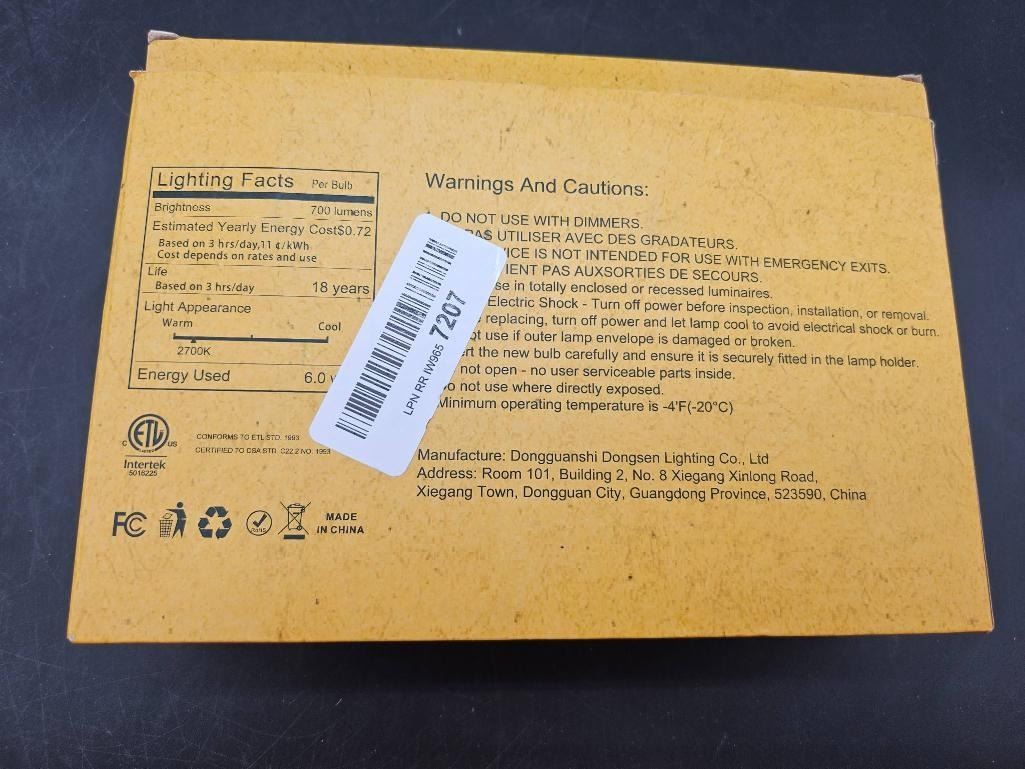 Lighting Facts Per Bulb
Brightness 700 lumens
Estimated Yearly Energy Cost$0.72
Based on 3 hrs/day,11 ¢/kWh
Cost depends on rates and use
Life
Based on 3 hrs/day 18 years
Light Appearance
Warm Cool
2700K
Energy Used 6.0
ETL
C US
Intertek
5016225
CONFORMS TO ETL STD. 1993
CERTIFIED TO CSA STD. C22.2 NO. 1993
FC
RoHS
MADE
IN CHINA
LPN RR IW965 7207
Warnings And Cautions:
DO NOT USE WITH DIMMERS.
PAS UTILISER AVEC DES GRADATEURS.
IS NOT INTENDED FOR USE WITH EMERGENCY EXITS.
PAS AUXSORTIES DE SECOURS.
in totally enclosed or recessed luminaires.
Electric Shock - Turn off power before inspection, installation, or removal.
replacing, turn off power and let lamp cool to avoid electrical shock or burn.
use if outer lamp envelope is damaged or broken.
the new bulb carefully and ensure it is securely fitted in the lamp holder.
not open - no user serviceable parts inside.
not use where directly exposed.
Minimum operating temperature is -4'F(-20°C)
Manufacture: Dongguanshi Dongsen Lighting Co., Ltd
Address: Room 101, Building 2, No. 8 Xiegang Xinlong Road,
Xiegang Town, Dongguan City, Guangdong Province, 523590, China